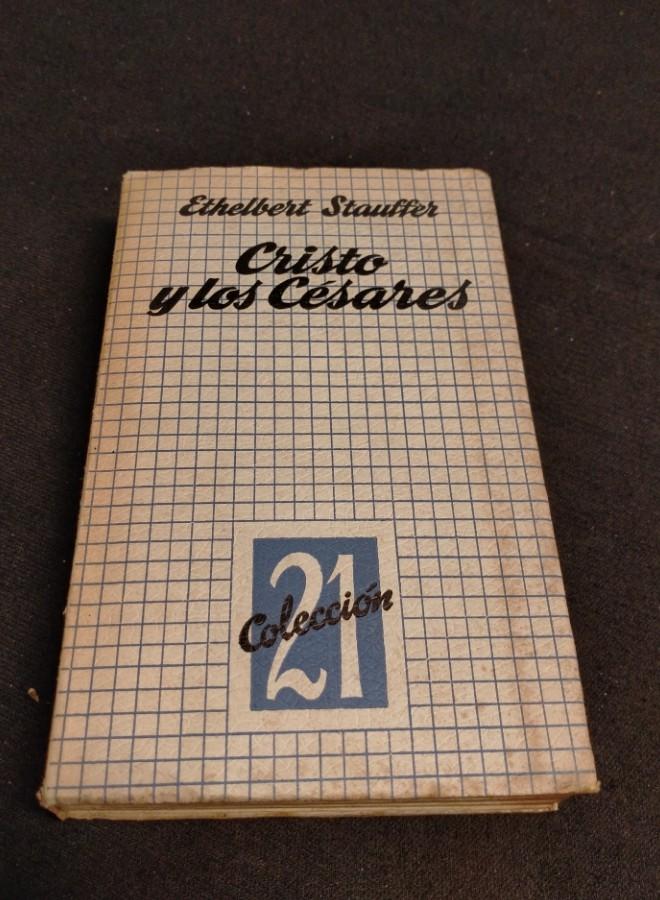 Ethelbert Stauffer
Cristo
y los Césares
21
Colección